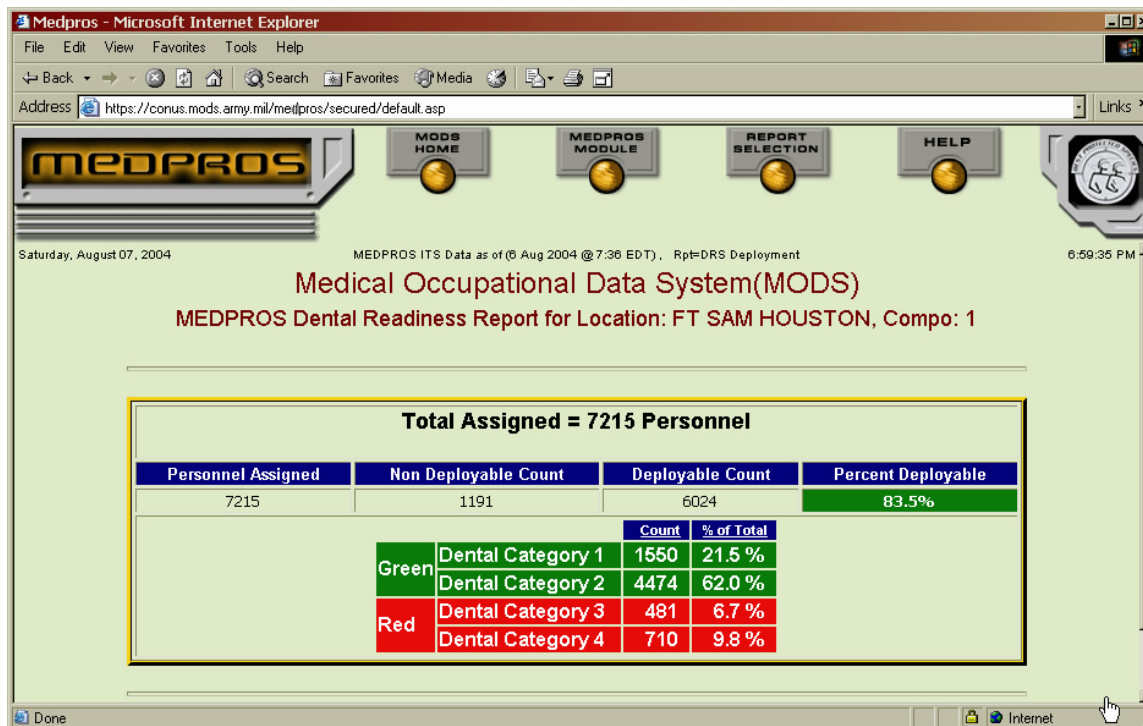 Medpros - Microsoft Internet Explorer
File Edit View Favorites Tools Help
Back Search Favorites Media
Address https://conus.mods.army.mil/medpros/secured/default.asp Links
MEDPROS
MODS HOME
MEDPROS MODULE
REPORT SELECTION
HELP
Saturday, August 07, 2004 MEDPROS ITS Data as of (6 Aug 2004 @ 7:36 EDT), Rpt=DRS Deployment 6:59:35 PM
Medical Occupational Data System(MODS)
MEDPROS Dental Readiness Report for Location: FT SAM HOUSTON, Compo: 1
Total Assigned = 7215 Personnel
Personnel Assigned Non Deployable Count Deployable Count Percent Deployable
7215 1191 6024 83.5%
Count % of Total
Green Dental Category 1 1550 21.5 %
Dental Category 2 4474 62.0 %
Red Dental Category 3 481 6.7 %
Dental Category 4 710 9.8 %
Done Internet